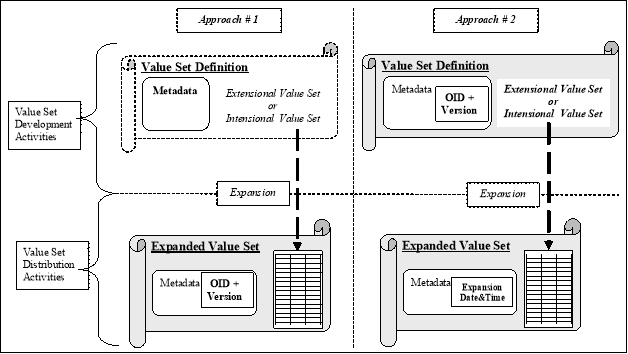 Approach # 1
Approach # 2
Value Set Definition
Metadata
Extensional Value Set
or
Intensional Value Set
Value Set Definition
Metadata
OID +
Version
Extensional Value Set
or
Intensional Value Set
Value Set
Development
Activities
Expansion
Expansion
Value Set
Distribution
Activities
Expanded Value Set
Metadata
OID +
Version
Expanded Value Set
Metadata
Expansion
Date&Time